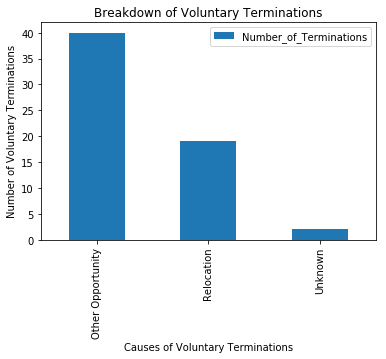 Breakdown of Voluntary Terminations
Number_of_Terminations
Number of Voluntary Terminations
40
35
30
25
20
15
10
5
0
Other Opportunity
Relocation
Unknown
Causes of Voluntary Terminations